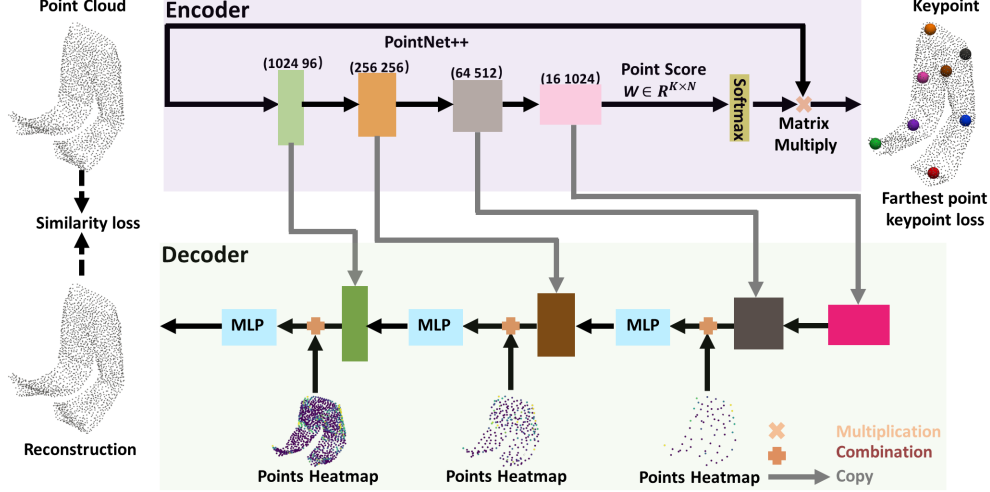 Point Cloud
Encoder
Keypoint
PointNet++
(1024 96)
(256 256)
(64 512)
(16 1024)
Point Score
W ∈ R^{K×N}
Softmax
Matrix
Multiply
Similarity loss
Farthest point
keypoint loss
Decoder
MLP
MLP
MLP
Reconstruction
Points Heatmap
Points Heatmap
Points Heatmap
Multiplication
Combination
Copy